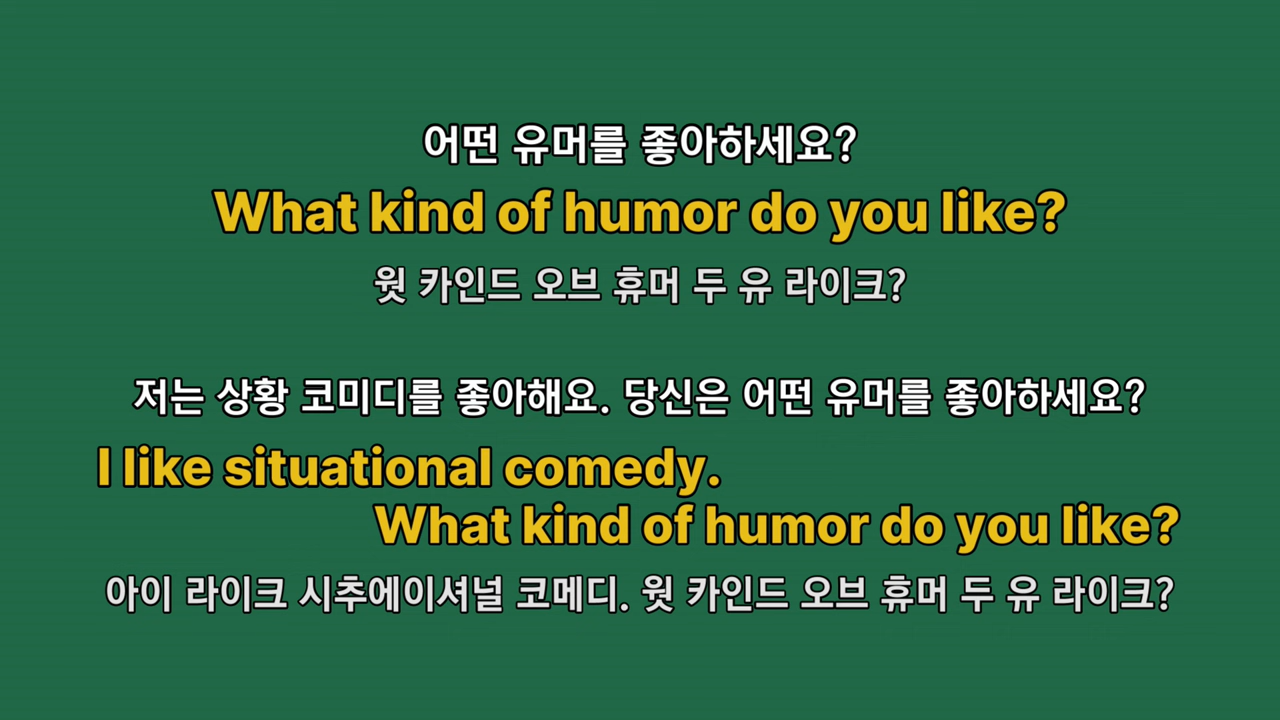 어떤 유머를 좋아하세요?
What kind of humor do you like?
웟 카인드 오브 휴머 두 유 라이크?
저는 상황 코미디를 좋아해요. 당신은 어떤 유머를 좋아하세요?
I like situational comedy.
What kind of humor do you like?
아이 라이크 시추에이셔널 코메디. 웟 카인드 오브 휴머 두 유 라이크?